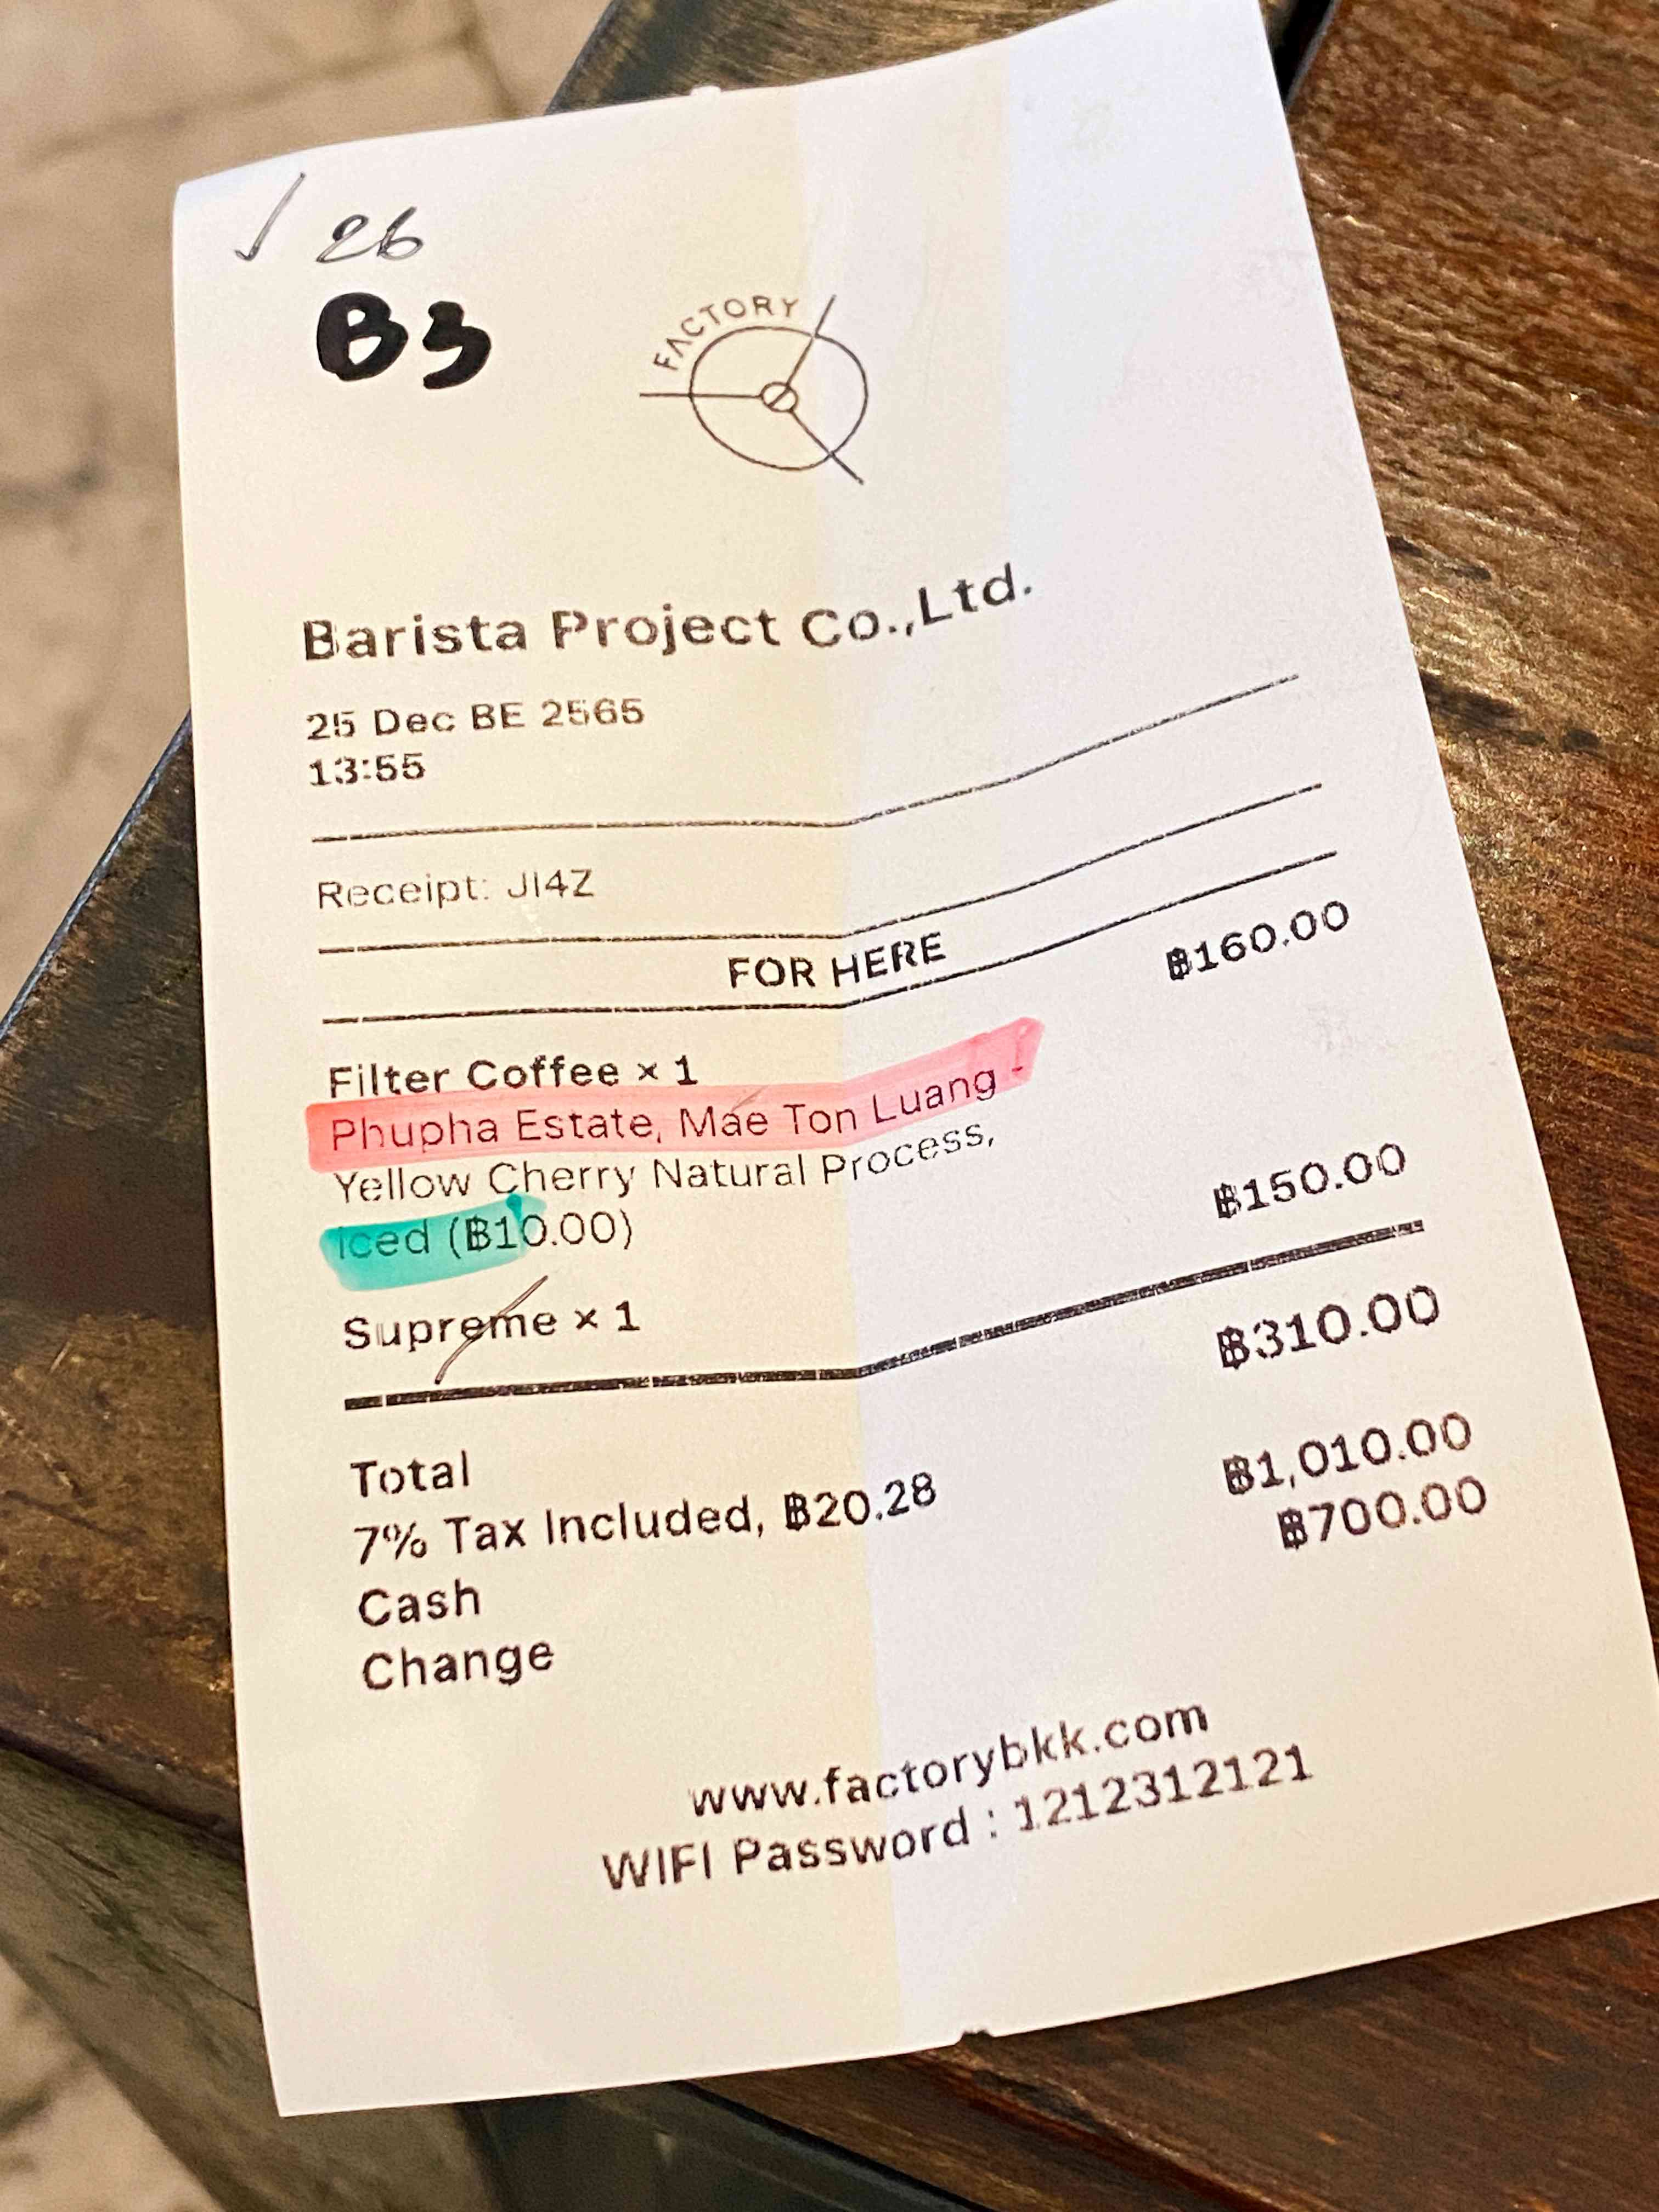 √ 26
B3
FACTORY
Barista Project Co.,Ltd.
25 Dec BE 2565
13:55
Receipt: JI4Z
FOR HERE
Filter Coffee × 1 ฿160.00
Phupha Estate, Mae Ton Luang -
Yellow Cherry Natural Process,
Iced (฿10.00)
Supreme × 1 ฿150.00
Total ฿310.00
7% Tax Included, ฿20.28
Cash ฿1,010.00
Change ฿700.00
www.factorybkk.com
WIFI Password : 1212312121